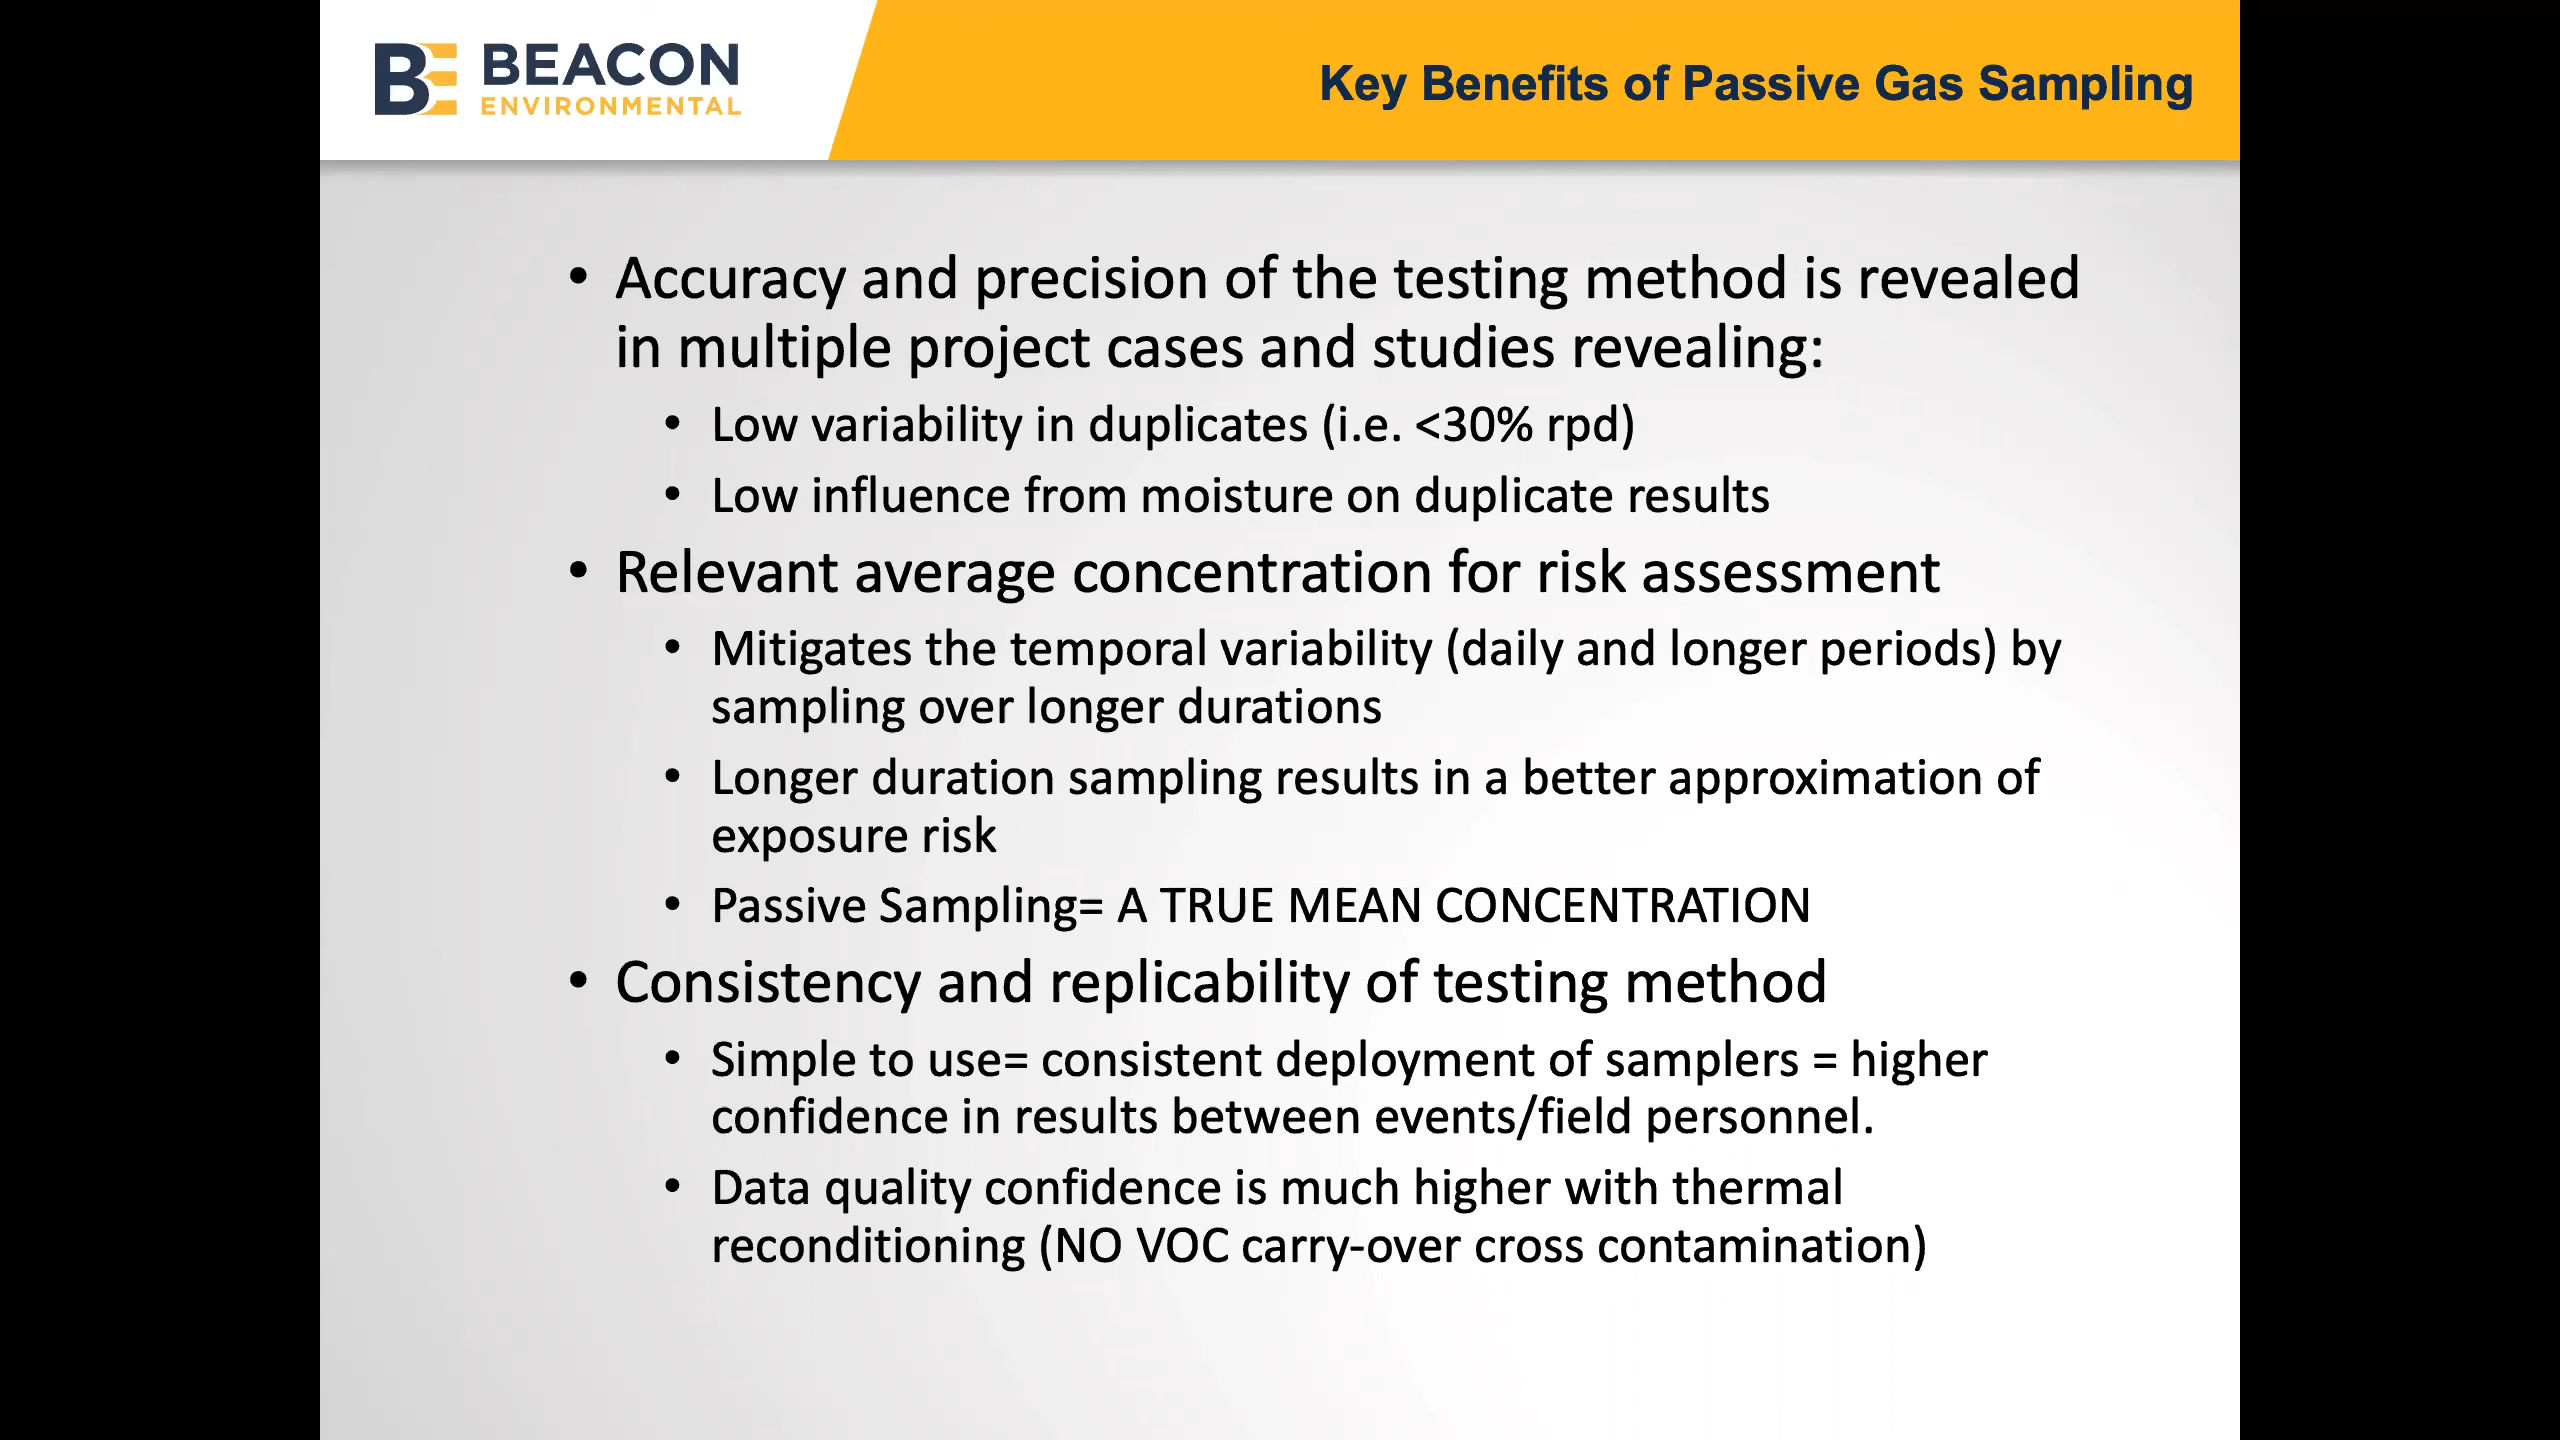 BE BEACON
ENVIRONMENTAL
Key Benefits of Passive Gas Sampling
• Accuracy and precision of the testing method is revealed
in multiple project cases and studies revealing:
• Low variability in duplicates (i.e. <30% rpd)
• Low influence from moisture on duplicate results
• Relevant average concentration for risk assessment
• Mitigates the temporal variability (daily and longer periods) by
sampling over longer durations
• Longer duration sampling results in a better approximation of
exposure risk
• Passive Sampling= A TRUE MEAN CONCENTRATION
• Consistency and replicability of testing method
• Simple to use= consistent deployment of samplers = higher
confidence in results between events/field personnel.
• Data quality confidence is much higher with thermal
reconditioning (NO VOC carry-over cross contamination)